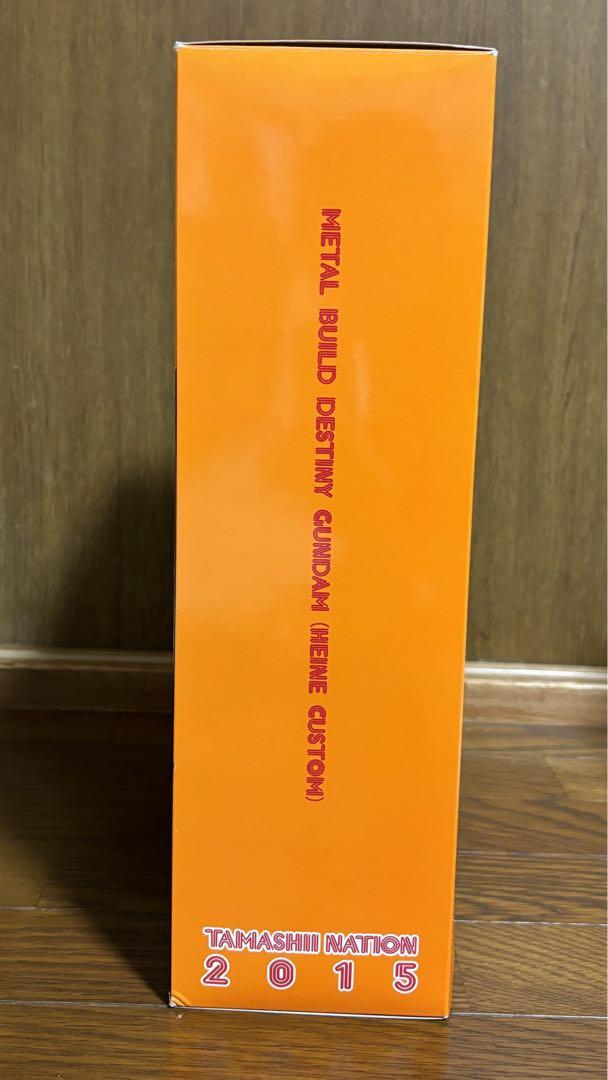 METAL BUILD DESTINY GUNDAM (HEINE CUSTOM)
TAMASHII NATION
2015